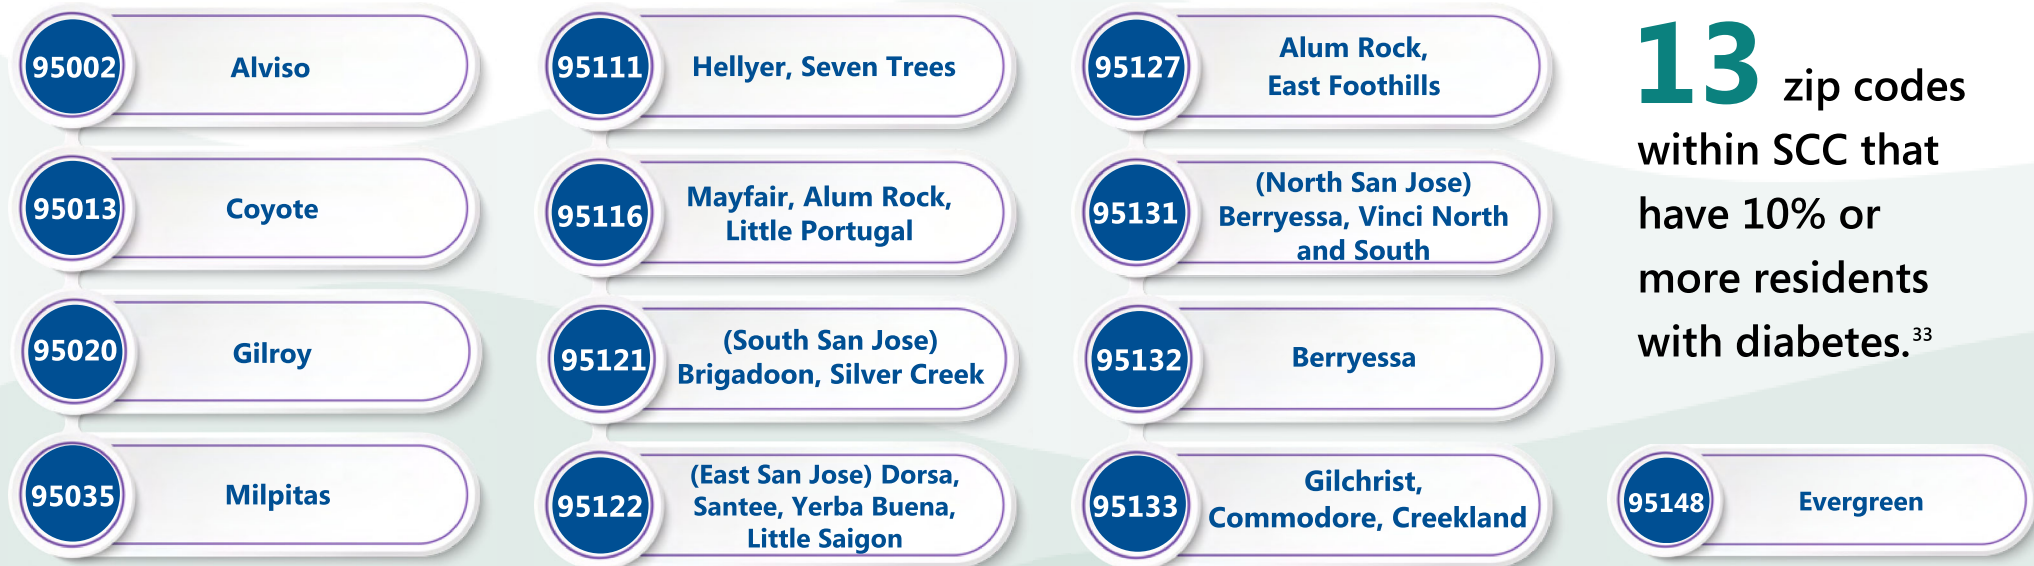 95002
Alviso
95013
Coyote
95020
Gilroy
95035
Milpitas
95111
Hellyer, Seven Trees
95116
Mayfair, Alum Rock,
Little Portugal
95121
(South San Jose)
Brigadoon, Silver Creek
95122
(East San Jose) Dorsa,
Santee, Yerba Buena,
Little Saigon
95127
Alum Rock,
East Foothills
95131
(North San Jose)
Berryessa, Vinci North
and South
95132
Berryessa
95133
Gilchrist,
Commodore, Creekland
13 zip codes
within SCC that
have 10% or
more residents
with diabetes.33
95148
Evergreen